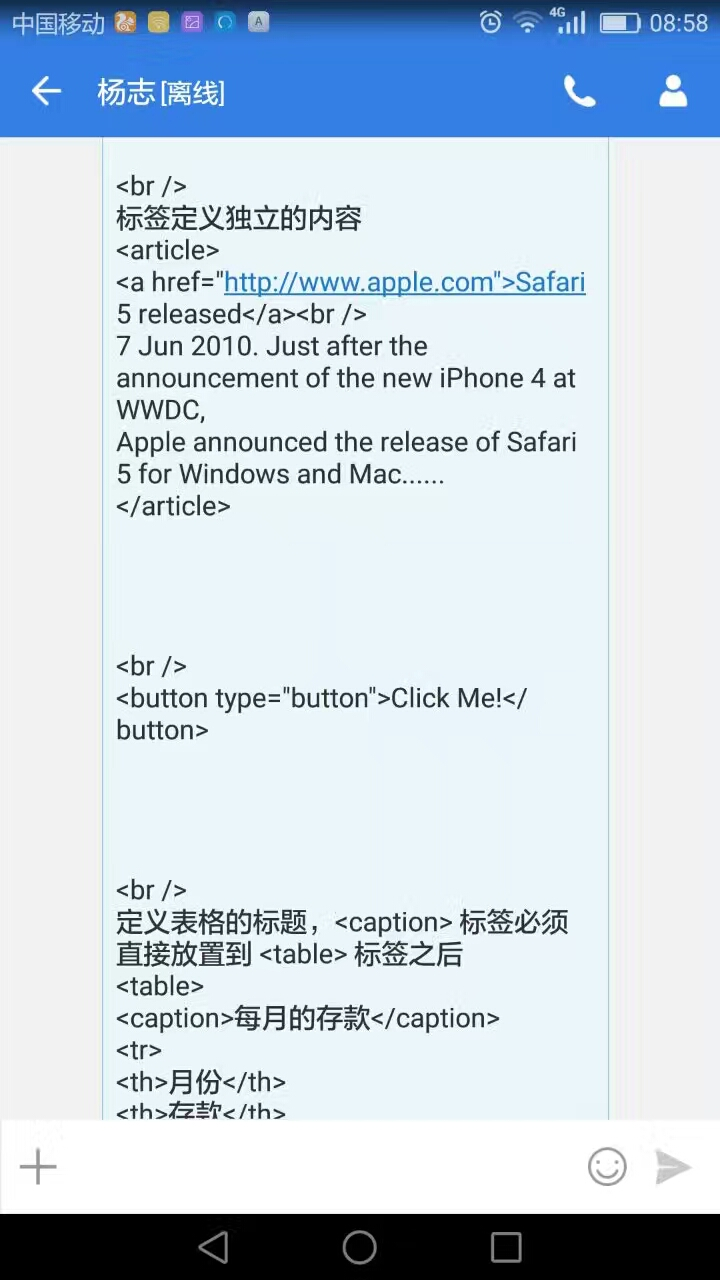 中国移动 4G 08:58
杨志[离线]
<br />
标签定义独立的内容
<article>
<a href="http://www.apple.com">Safari
5 released</a><br />
7 Jun 2010. Just after the
announcement of the new iPhone 4 at
WWDC,
Apple announced the release of Safari
5 for Windows and Mac......
</article>
<br />
<button type="button">Click Me!</
button>
<br />
定义表格的标题，<caption> 标签必须
直接放置到 <table> 标签之后
<table>
<caption>每月的存款</caption>
<tr>
<th>月份</th>
<th>存款</th>